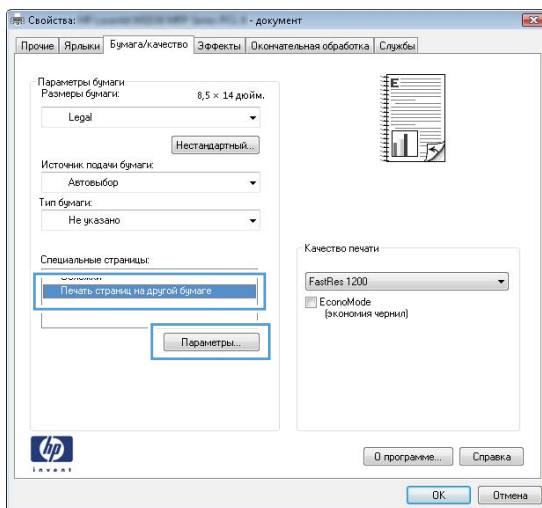 Свойства: - документ
Прочие Ярлыки Бумага/качество Эффекты Окончательная обработка Службы
Параметры бумаги
Размеры бумаги: 8,5 × 14 дюйм.
Legal
Нестандартный...
Источник подачи бумаги:
Автовыбор
Тип бумаги:
Не указано
Специальные страницы:
Печать страниц на другой бумаге
Параметры...
E
Качество печати
FastRes 1200
EconoMode
(экономия чернил)
hp
invent
О программе... Справка
OK Отмена